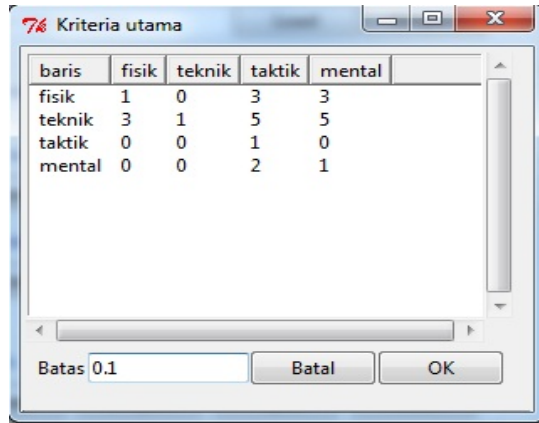 Kriteria utama
baris fisik teknik taktik mental
fisik 1 0 3 3
teknik 3 1 5 5
taktik 0 0 1 0
mental 0 0 2 1
Batas 0.1 Batal OK